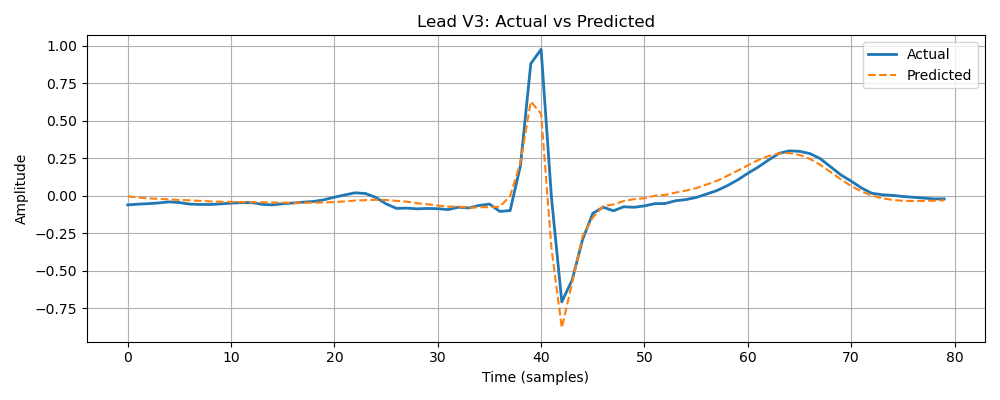 Lead V3: Actual vs Predicted
Actual
Predicted
Amplitude
1.00
0.75
0.50
0.25
0.00
−0.25
−0.50
−0.75
0 10 20 30 40 50 60 70 80
Time (samples)